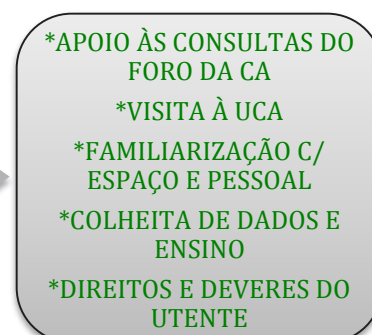 *APOIO ÀS CONSULTAS DO
FORO DA CA
*VISITA À UCA
*FAMILIARIZAÇÃO C/
ESPAÇO E PESSOAL
*COLHEITA DE DADOS E
ENSINO
*DIREITOS E DEVERES DO
UTENTE